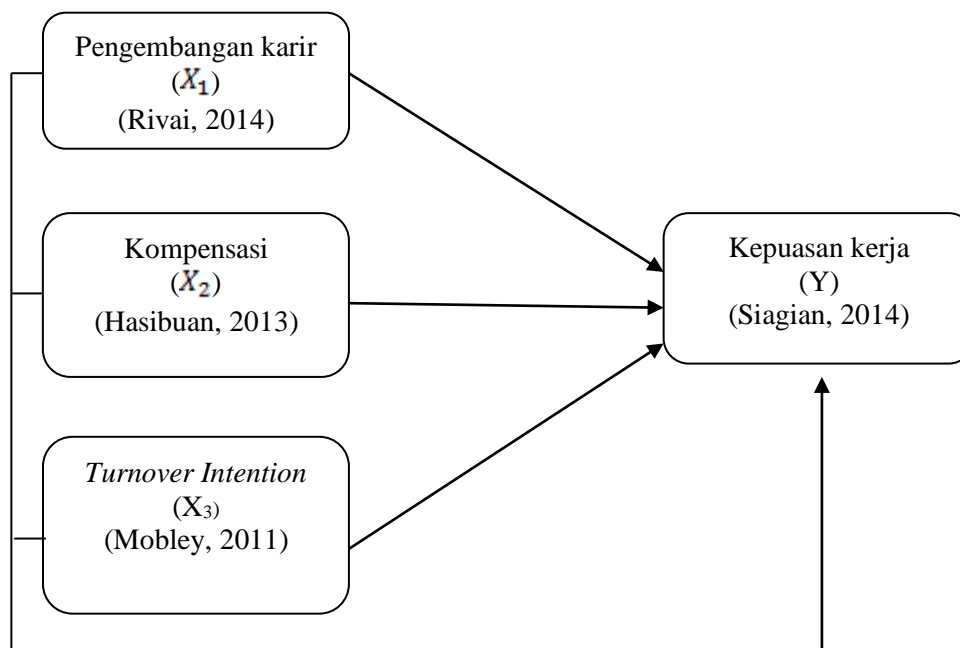 Pengembangan karir
(X₁)
(Rivai, 2014)
Kompensasi
(X₂)
(Hasibuan, 2013)
Turnover Intention
(X₃)
(Mobley, 2011)
Kepuasan kerja
(Y)
(Siagian, 2014)